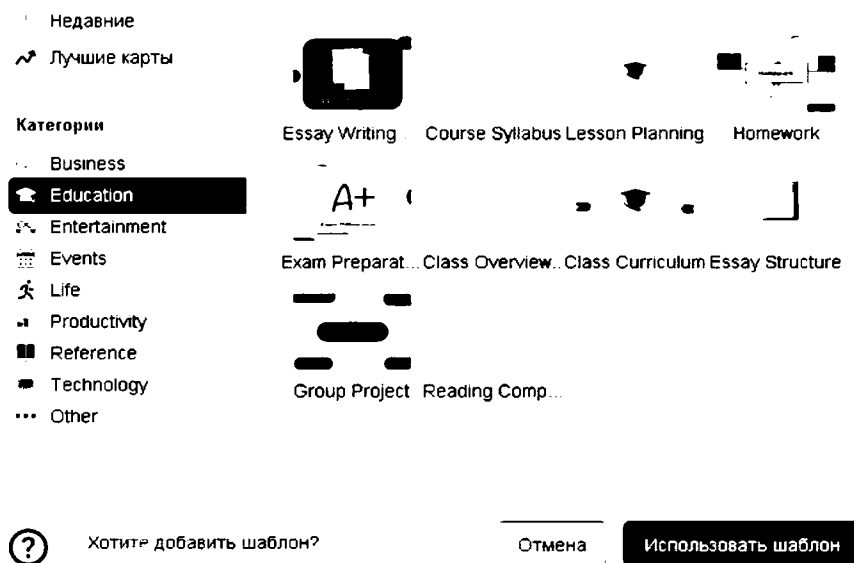 Недавние
Лучшие карты
Категории
Business
Education
Entertainment
Events
Life
Productivity
Reference
Technology
Other
Essay Writing
Course Syllabus
Lesson Planning
Homework
A+
Exam Preparat...
Class Overview...
Class Curriculum
Essay Structure
Group Project
Reading Comp...
Хотите добавить шаблон?
Отмена
Использовать шаблон